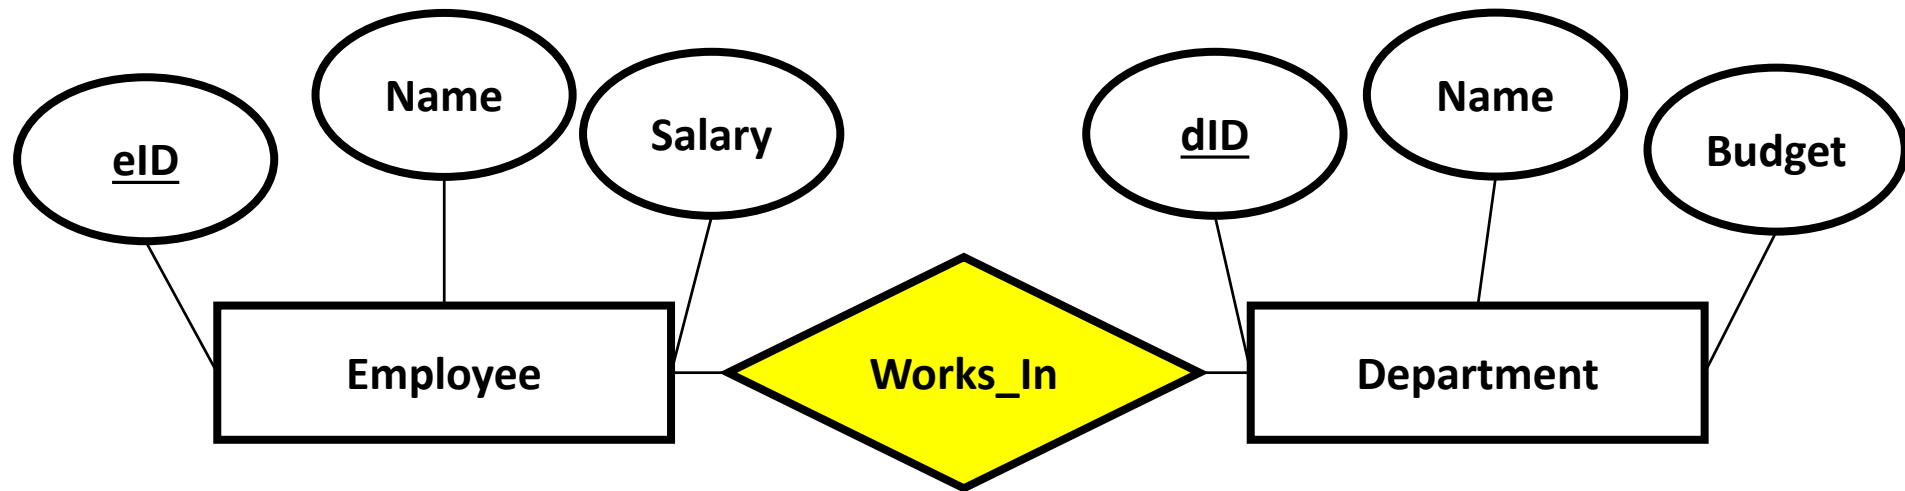 Name
Name
Salary
dID
Budget
eID
Employee
Works_In
Department